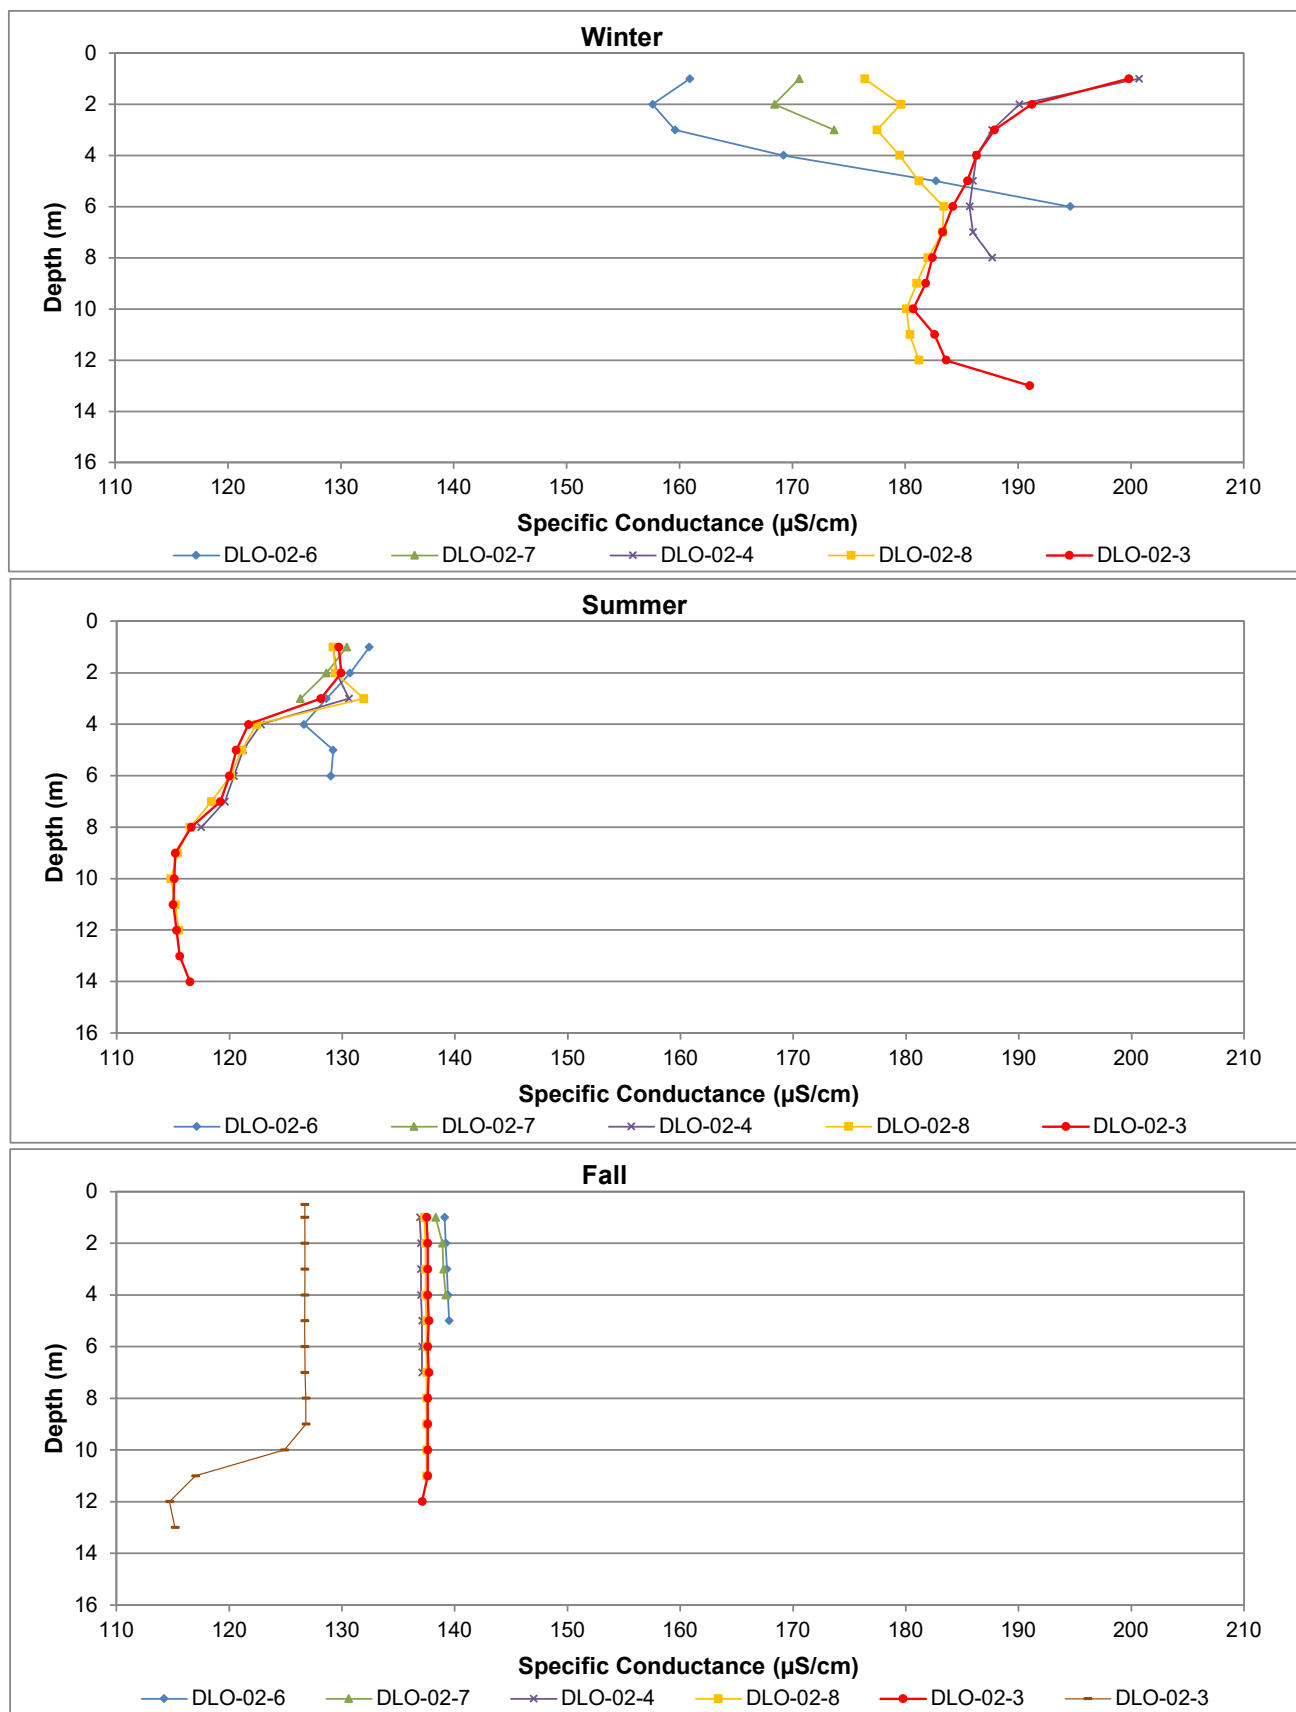 Winter
0
2
4
6
8
10
12
14
16
Depth (m)
110 120 130 140 150 160 170 180 190 200 210
Specific Conductance (µS/cm)
DLO-02-6 DLO-02-7 DLO-02-4 DLO-02-8 DLO-02-3
Summer
0
2
4
6
8
10
12
14
16
Depth (m)
110 120 130 140 150 160 170 180 190 200 210
Specific Conductance (µS/cm)
DLO-02-6 DLO-02-7 DLO-02-4 DLO-02-8 DLO-02-3
Fall
0
2
4
6
8
10
12
14
16
Depth (m)
110 120 130 140 150 160 170 180 190 200 210
Specific Conductance (µS/cm)
DLO-02-6 DLO-02-7 DLO-02-4 DLO-02-8 DLO-02-3 DLO-02-3